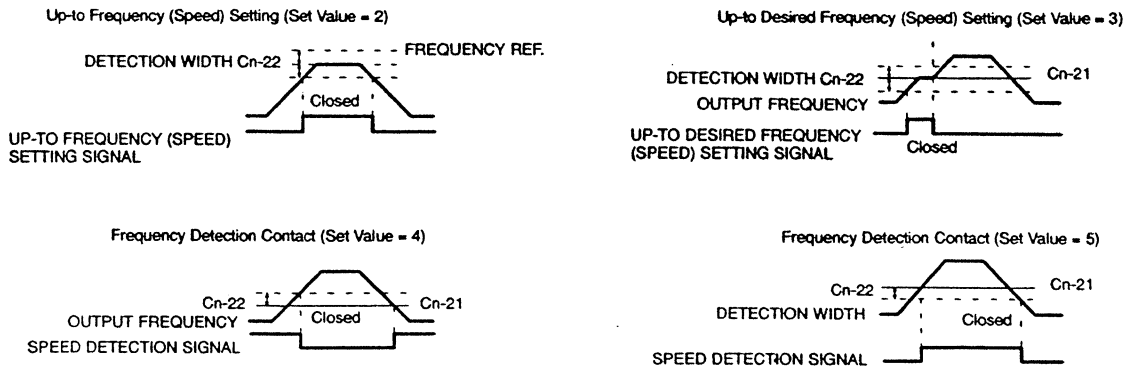 Up-to Frequency (Speed) Setting (Set Value = 2)
FREQUENCY REF.
DETECTION WIDTH Cn-22
Closed
UP-TO FREQUENCY (SPEED)
SETTING SIGNAL
Up-to Desired Frequency (Speed) Setting (Set Value = 3)
DETECTION WIDTH Cn-22
Cn-21
OUTPUT FREQUENCY
UP-TO DESIRED FREQUENCY
(SPEED) SETTING SIGNAL
Closed
Frequency Detection Contact (Set Value = 4)
Cn-22
Cn-21
OUTPUT FREQUENCY
Closed
SPEED DETECTION SIGNAL
Frequency Detection Contact (Set Value = 5)
Cn-22
Cn-21
DETECTION WIDTH
Closed
SPEED DETECTION SIGNAL